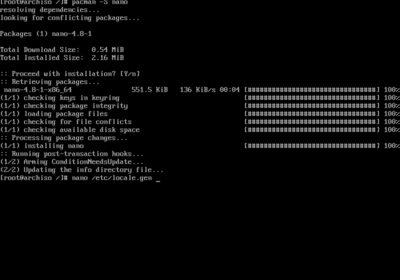 [root@archiso /]# pacman -S nano
resolving dependencies...
looking for conflicting packages...
Packages (1) nano-4.0-1
Total Download Size:   0.54 MiB
Total Installed Size:  2.16 MiB
:: Proceed with installation? [Y/n]
:: Retrieving packages...
nano-4.0-1-x86_64 551.5 KiB 136 KiB/s 00:04 [################################] 100%
(1/1) checking keys in keyring [################################] 100%
(1/1) checking package integrity [################################] 100%
(1/1) loading package files [################################] 100%
(1/1) checking for file conflicts [################################] 100%
(1/1) checking available disk space [################################] 100%
:: Processing package changes...
(1/1) installing nano [################################] 100%
:: Running post-transaction hooks...
(1/2) Arming ConditionNeedsUpdate...
(2/2) Updating the info directory file...
[root@archiso /]# nano /etc/locale.gen _